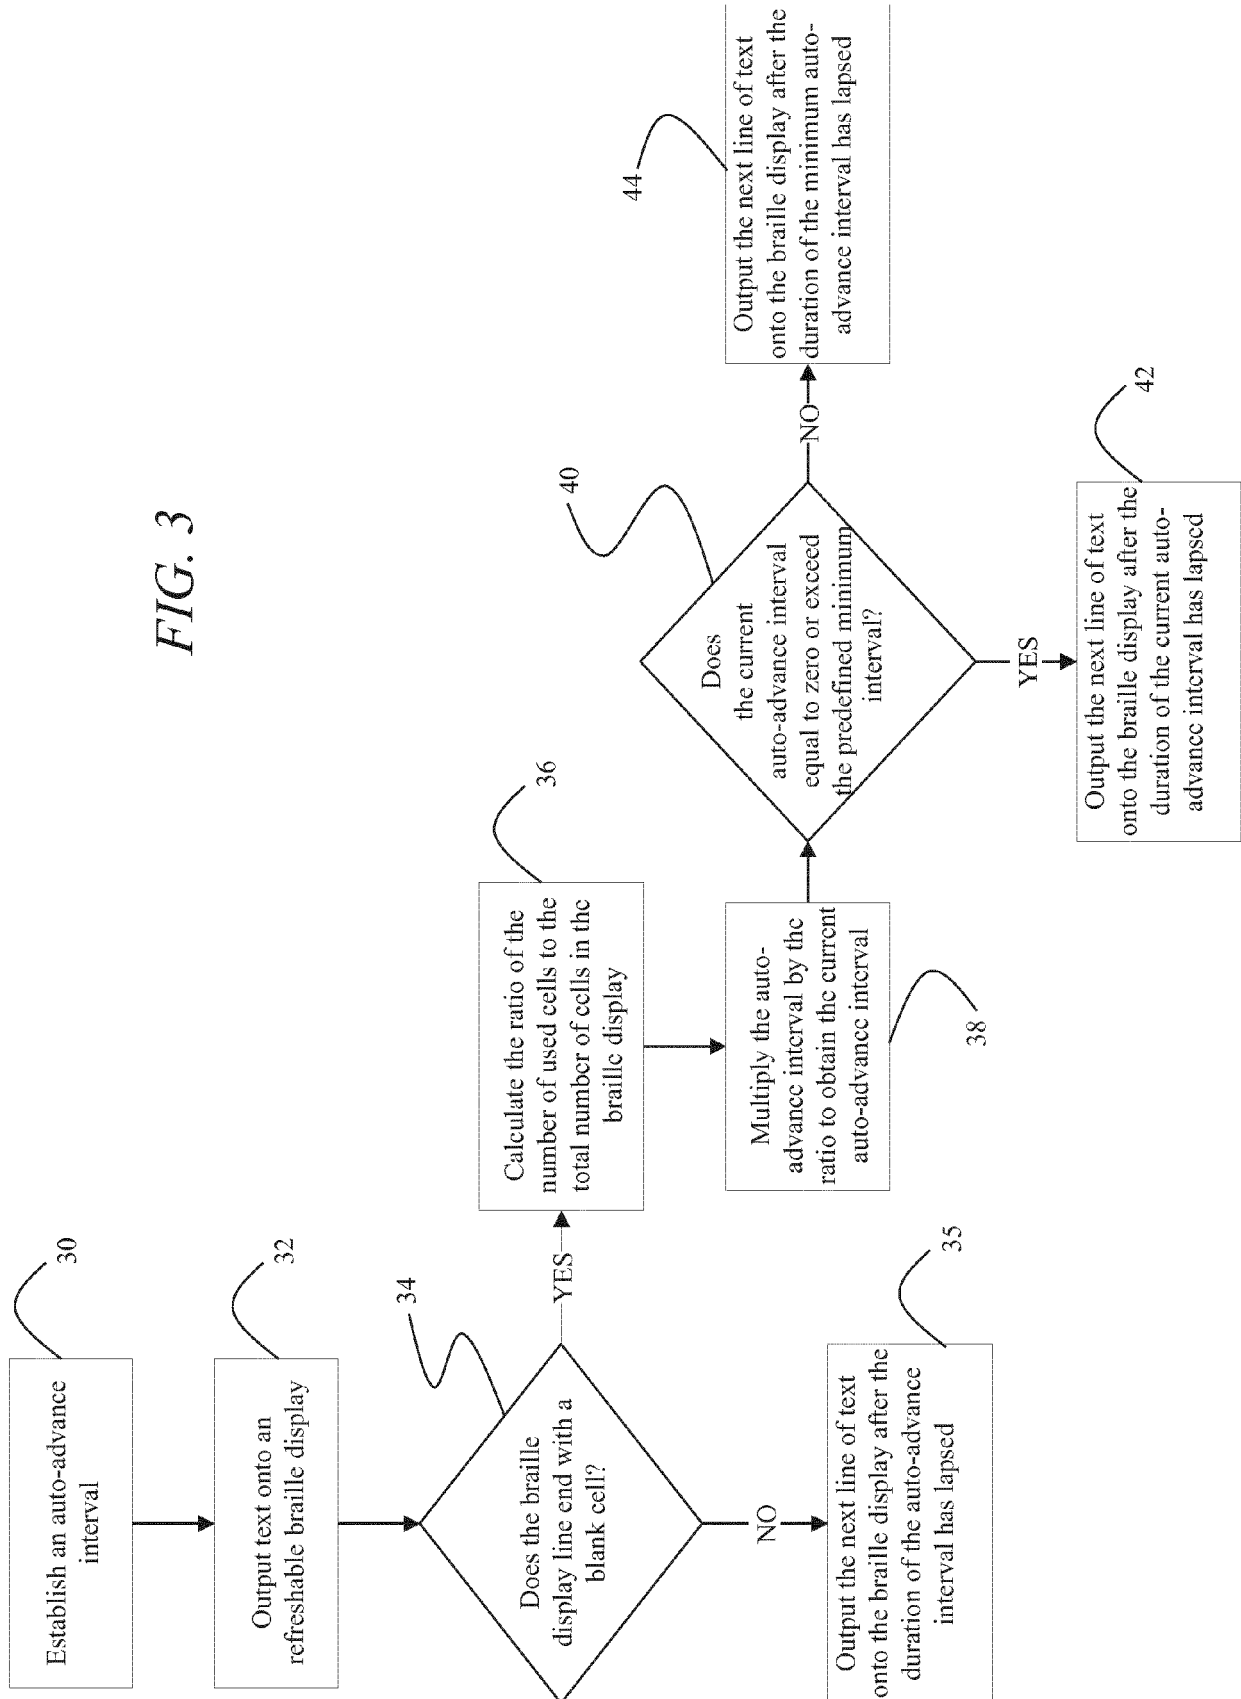 FIG. 3
30
Establish an auto-advance
interval
32
Output text onto an
refreshable braille display
34
Does the braille
display line end with a
blank cell?
YES
NO
35
Output the next line of text
onto the braille display after the
duration of the auto-advance
interval has lapsed
36
Calculate the ratio of the
number of used cells to the
total number of cells in the
braille display
38
Multiply the auto-
advance interval by the
ratio to obtain the current
auto-advance interval
40
Does
the current
auto-advance interval
equal to zero or exceed
the predefined minimum
interval?
NO
YES
42
Output the next line of text
onto the braille display after the
duration of the current auto-
advance interval has lapsed
44
Output the next line of text
onto the braille display after the
duration of the minimum auto-
advance interval has lapsed